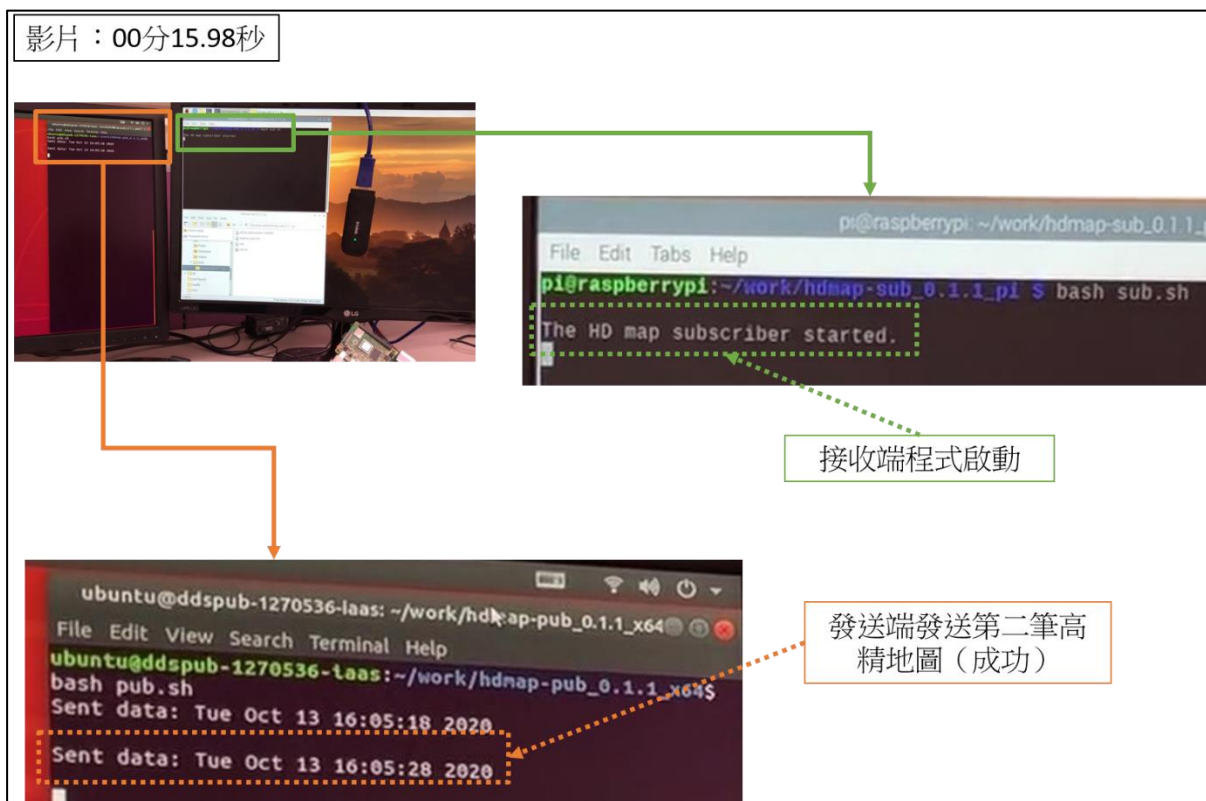 影片：00分15.98秒
LG
pi@raspberrypi: ~/work/hdmap-sub_0.1.1_p
File Edit Tabs Help
pi@raspberrypi:~/work/hdmap-sub_0.1.1_pi $ bash sub.sh
The HD map subscriber started.
接收端程式啟動
ubuntu@ddspub-1270536-iaas: ~/work/hdmap-pub_0.1.1_x64
File Edit View Search Terminal Help
ubuntu@ddspub-1270536-iaas:~/work/hdmap-pub_0.1.1_x64$
bash pub.sh
Sent data: Tue Oct 13 16:05:18 2020
Sent data: Tue Oct 13 16:05:28 2020
發送端發送第二筆高
精地圖（成功）